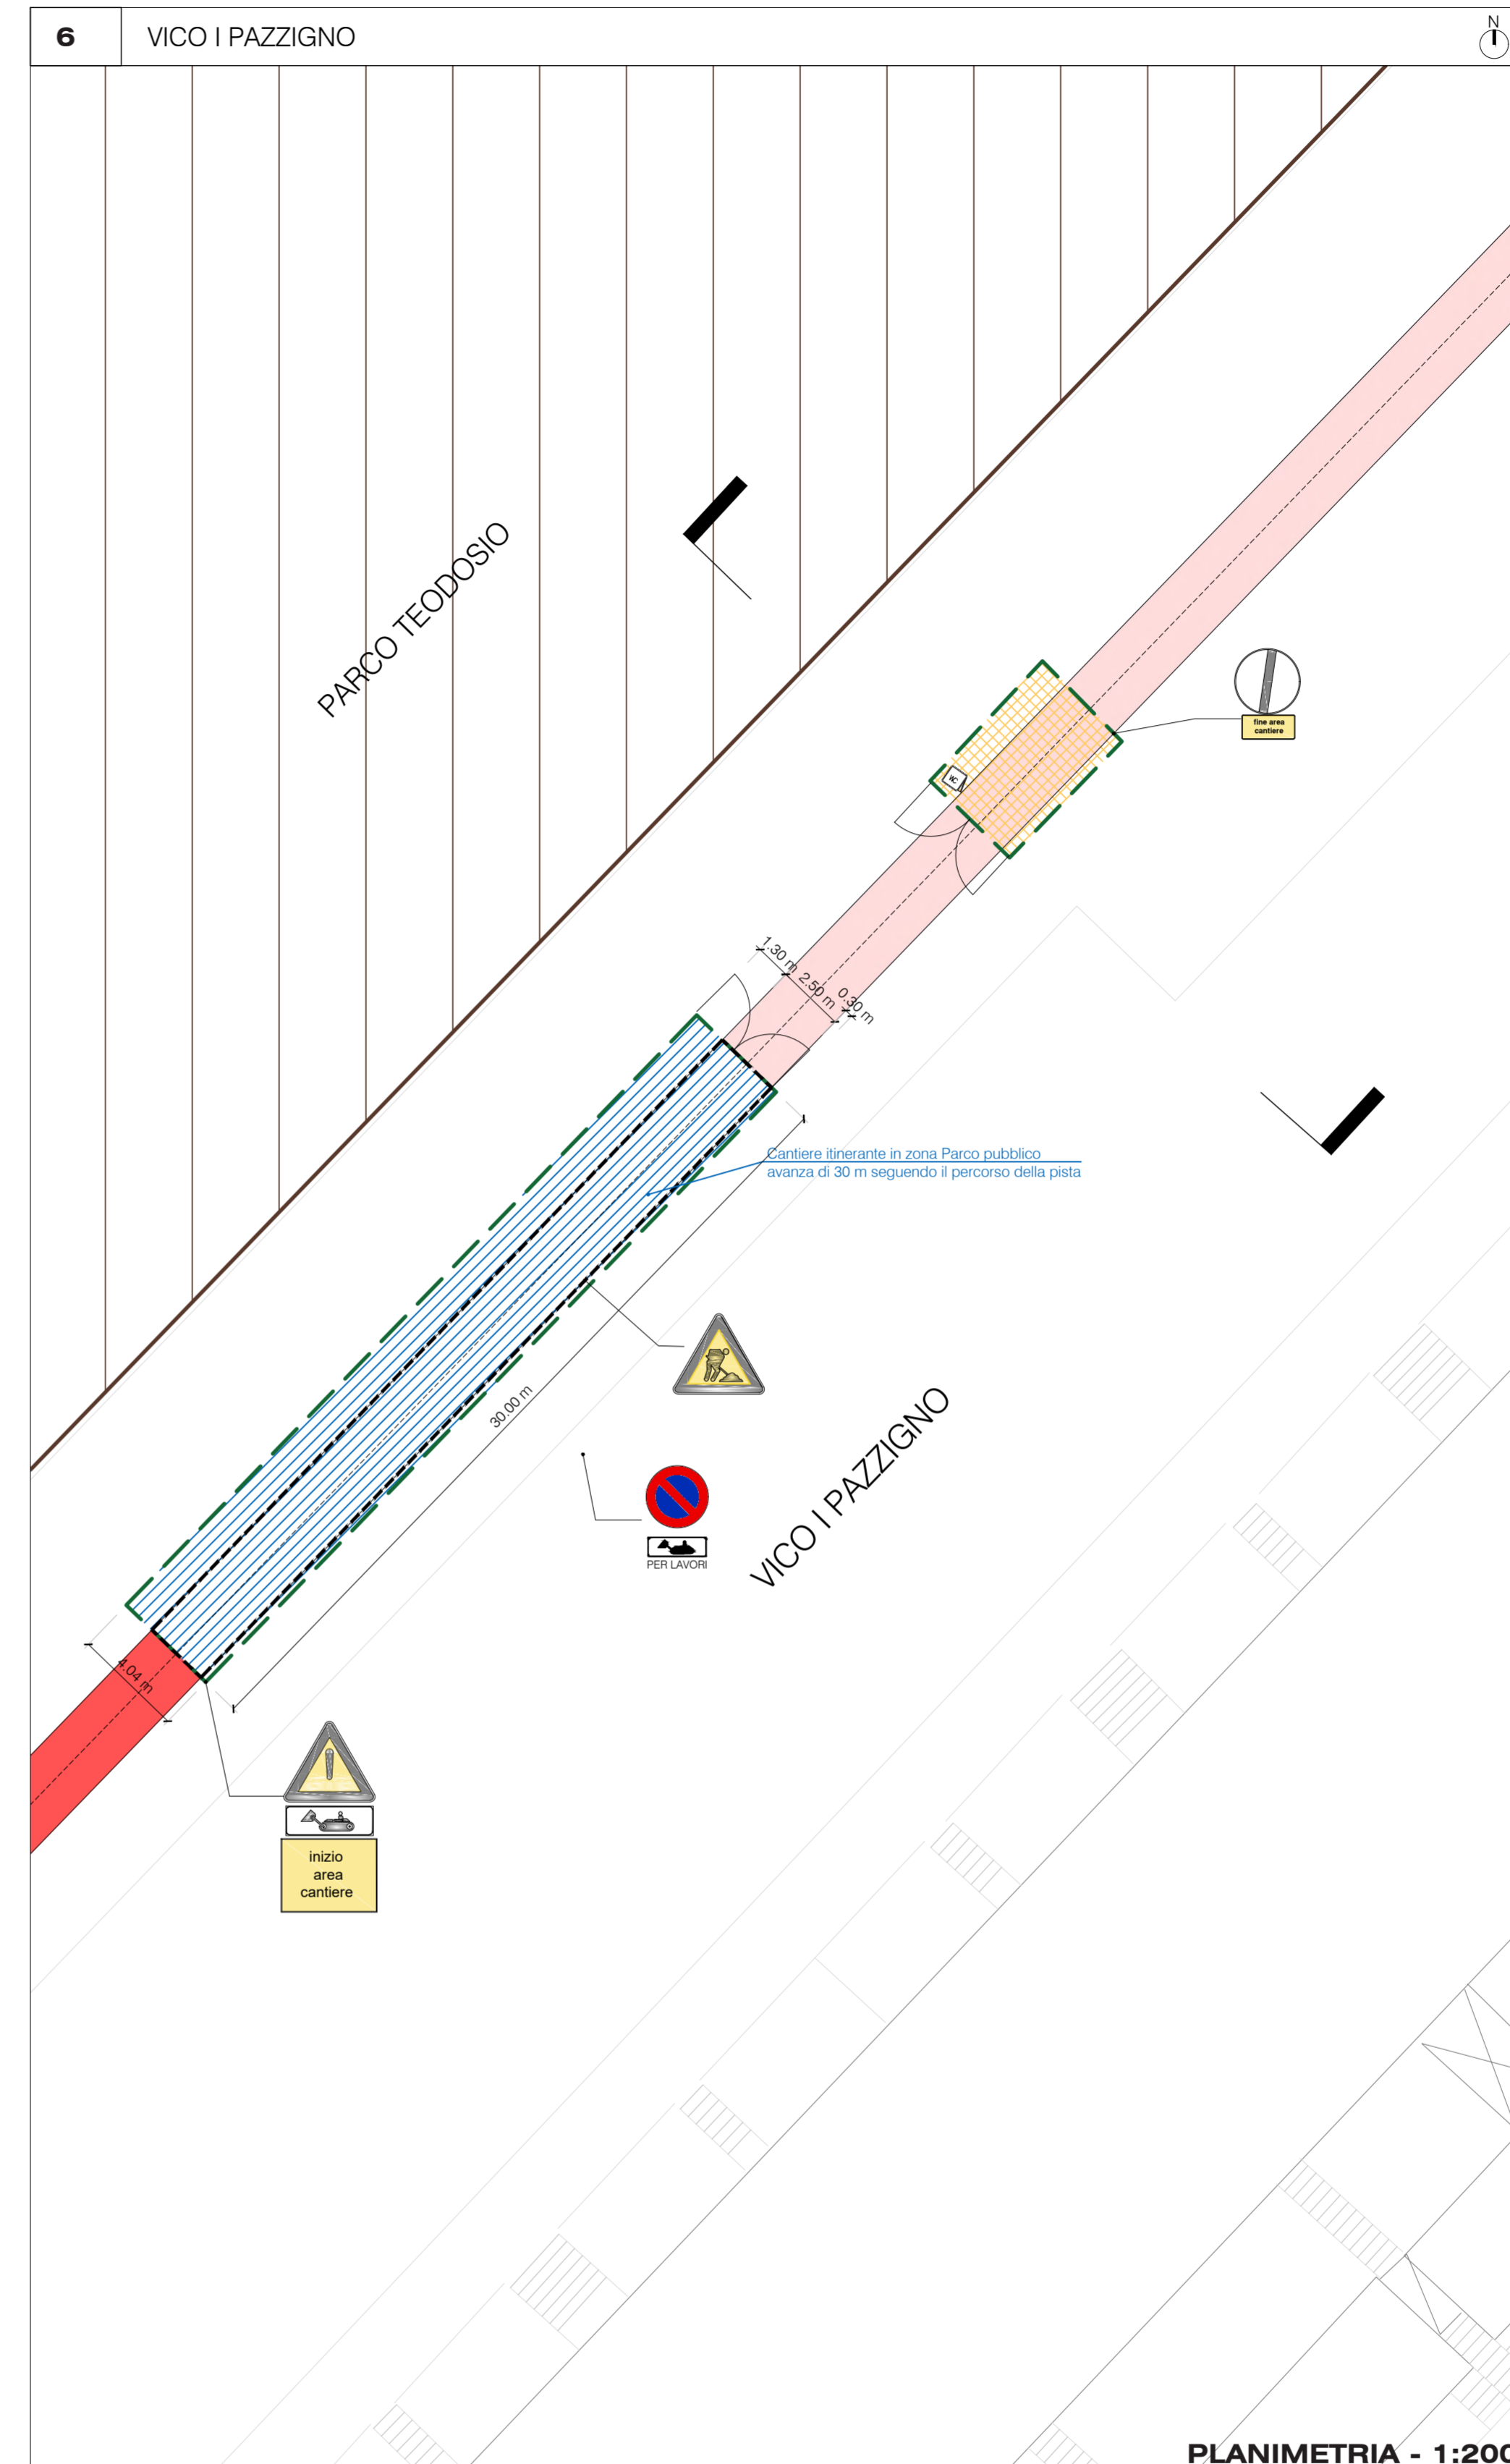 6
VICO I PAZZIGNO
N
PARCO TEODOSIO
fine area
cantiere
WC
1.30 m
2.50 m
0.30 m
Cantiere itinerante in zona Parco pubblico
avanza di 30 m seguendo il percorso della pista
30.00 m
VICO I PAZZIGNO
PER LAVORI
4.04 m
inizio
area
cantiere
PLANIMETRIA - 1:200